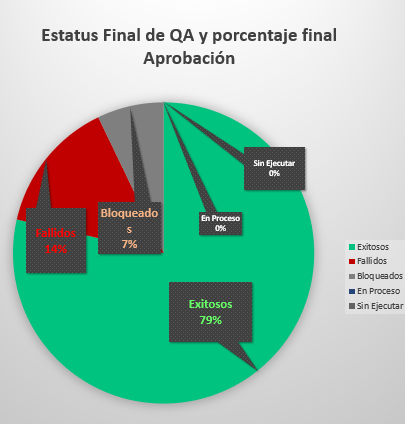 Estatus Final de QA y porcentaje final
Aprobación
Sin Ejecutar
0%
En Proceso
0%
Bloqueado
s
7%
Fallidos
14%
Exitosos
79%
Exitosos
Fallidos
Bloqueados
En Proceso
Sin Ejecutar